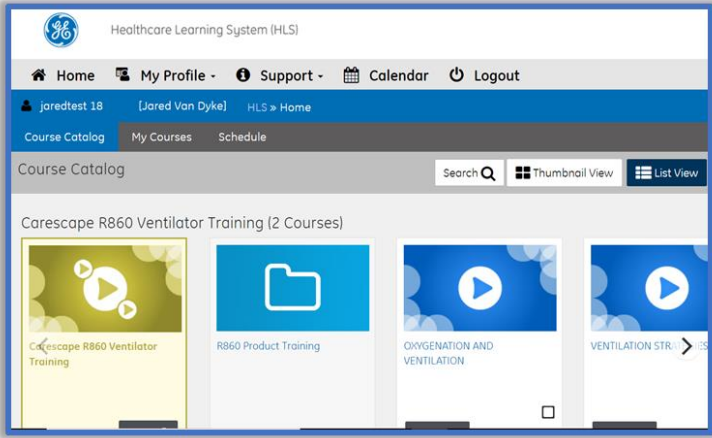 Healthcare Learning System (HLS)
Home My Profile Support Calendar Logout
jaredtest 18 [Jared Van Dyke] HLS » Home
Course Catalog My Courses Schedule
Course Catalog Search Thumbnail View List View
Carescape R860 Ventilator Training (2 Courses)
Carescape R860 Ventilator
Training
R860 Product Training
OXYGENATION AND
VENTILATION
VENTILATION